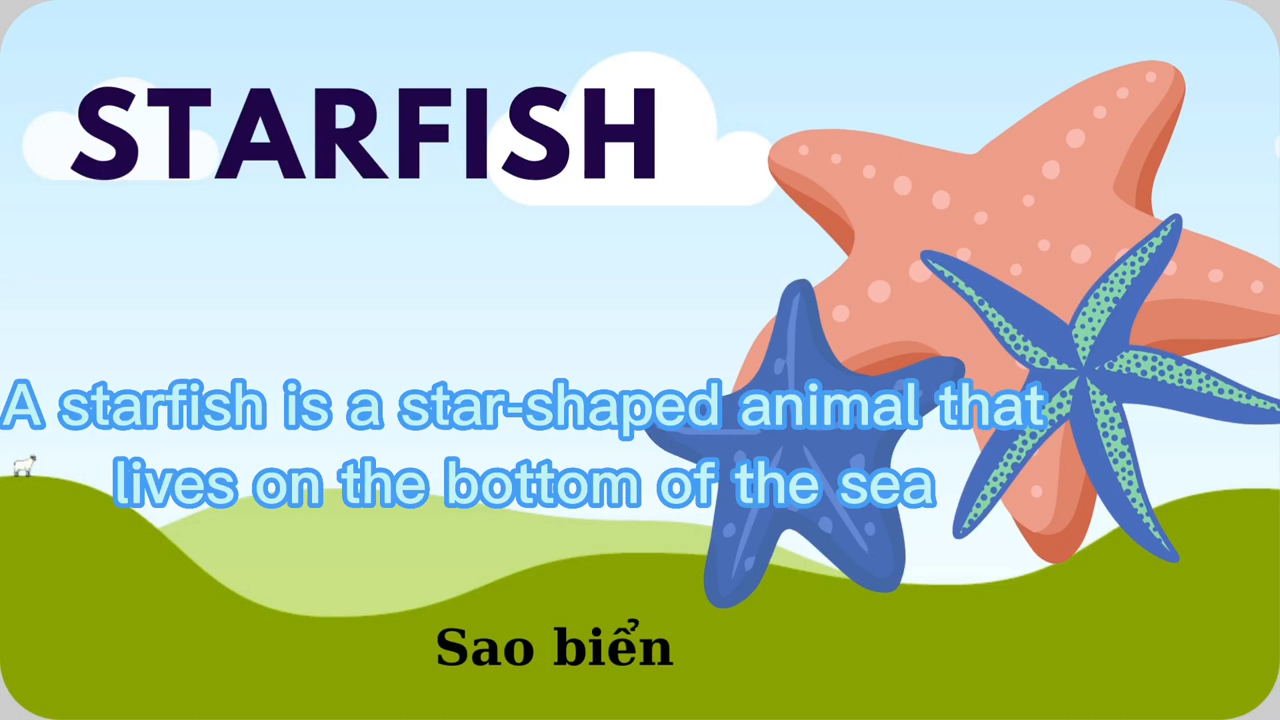 STARFISH
A starfish is a star-shaped animal that
lives on the bottom of the sea
Sao biển